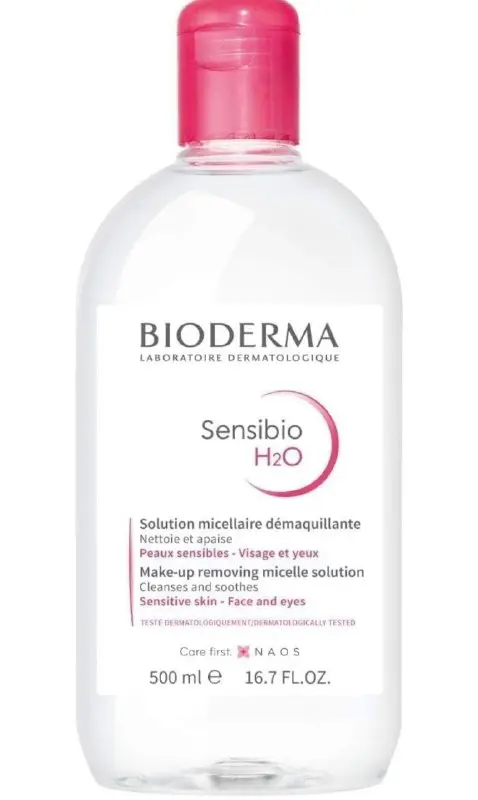 BIODERMA
LABORATOIRE DERMATOLOGIQUE
Sensibio
H2O
Solution micellaire démaquillante
Nettoie et apaise
Peaux sensibles - Visage et yeux
Make-up removing micelle solution
Cleanses and soothes
Sensitive skin - Face and eyes
TESTÉ DERMATOLOGIQUEMENT/DERMATOLOGICALLY TESTED
Care first. NAOS
500 ml ℮ 16.7 FL.OZ.